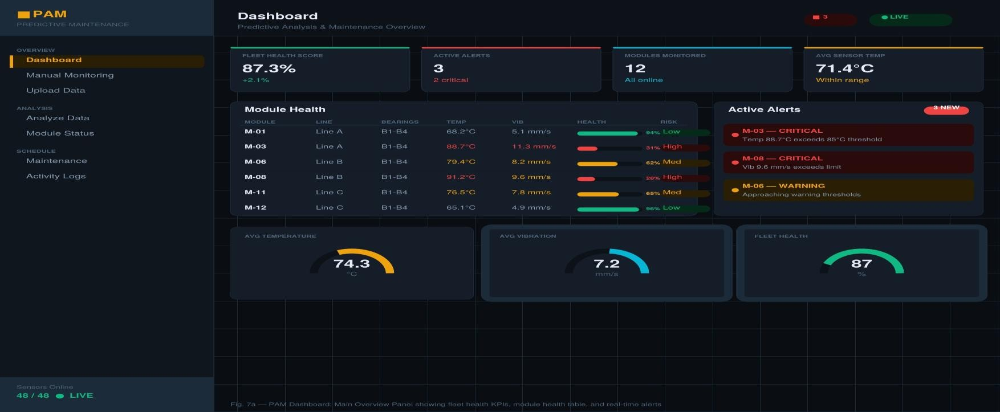 PAM
PREDICTIVE MAINTENANCE
OVERVIEW
Dashboard
Manual Monitoring
Upload Data
ANALYSIS
Analyze Data
Module Status
SCHEDULE
Maintenance
Activity Logs
Sensors Online
48 / 48 LIVE
Dashboard
Predictive Analysis & Maintenance Overview
3 LIVE
FLEET HEALTH SCORE
87.3%
+2.1%
ACTIVE ALERTS
3
2 critical
MODULES MONITORED
12
All online
AVG SENSOR TEMP
71.4°C
Within range
Module Health
MODULE LINE BEARINGS TEMP VIB HEALTH RISK
M-01 Line A B1-B4 68.2°C 5.1 mm/s 94% Low
M-03 Line A B1-B4 88.7°C 11.3 mm/s 31% High
M-06 Line B B1-B4 79.4°C 8.2 mm/s 62% Med
M-08 Line B B1-B4 91.2°C 9.6 mm/s 28% High
M-11 Line C B1-B4 76.5°C 7.8 mm/s 65% Med
M-12 Line C B1-B4 65.1°C 4.9 mm/s 96% Low
Active Alerts
3 NEW
M-03 — CRITICAL
Temp 88.7°C exceeds 85°C threshold
M-08 — CRITICAL
Vib 9.6 mm/s exceeds limit
M-06 — WARNING
Approaching warning thresholds
AVG TEMPERATURE
74.3
°C
AVG VIBRATION
7.2
mm/s
FLEET HEALTH
87
%
Fig. 7a — PAM Dashboard: Main Overview Panel showing fleet health KPIs, module health table, and real-time alerts